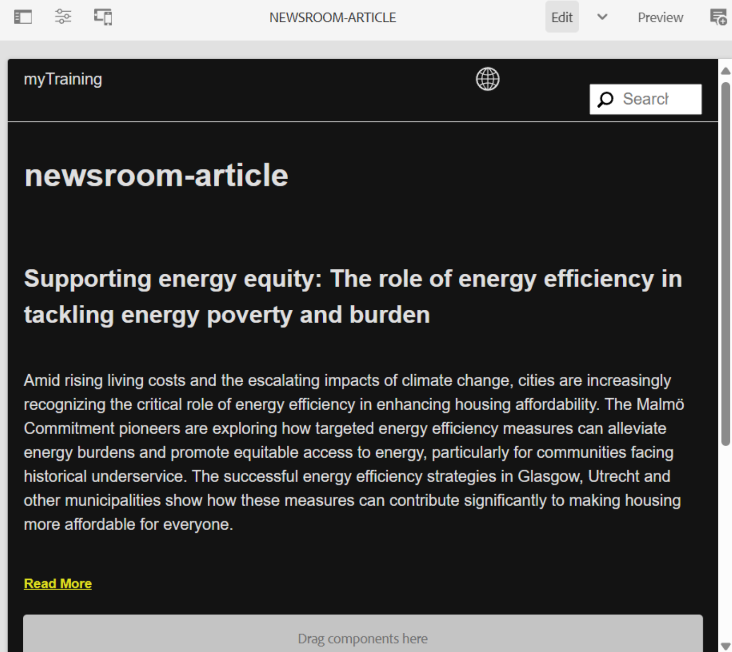 NEWSROOM-ARTICLE
Edit
Preview
myTraining
Search
newsroom-article
Supporting energy equity: The role of energy efficiency in
tackling energy poverty and burden
Amid rising living costs and the escalating impacts of climate change, cities are increasingly
recognizing the critical role of energy efficiency in enhancing housing affordability. The Malmö
Commitment pioneers are exploring how targeted energy efficiency measures can alleviate
energy burdens and promote equitable access to energy, particularly for communities facing
historical underservice. The successful energy efficiency strategies in Glasgow, Utrecht and
other municipalities show how these measures can contribute significantly to making housing
more affordable for everyone.
Read More
Drag components here